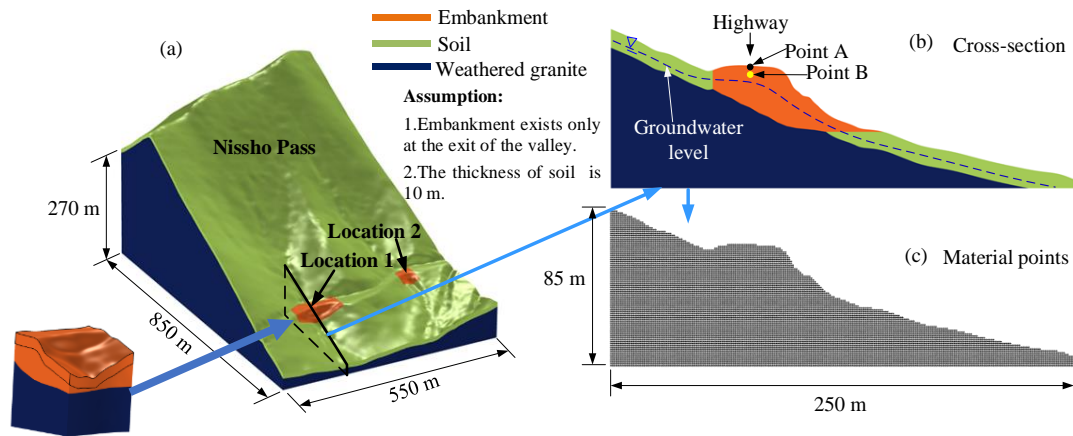 (a)
Embankment
Soil
Weathered granite
Assumption:
1.Embankment exists only
at the exit of the valley.
2.The thickness of soil is
10 m.
Nissho Pass
270 m
Location 2
Location 1
850 m
550 m
Highway
Point A
Point B
(b) Cross-section
Groundwater
level
85 m
(c) Material points
250 m